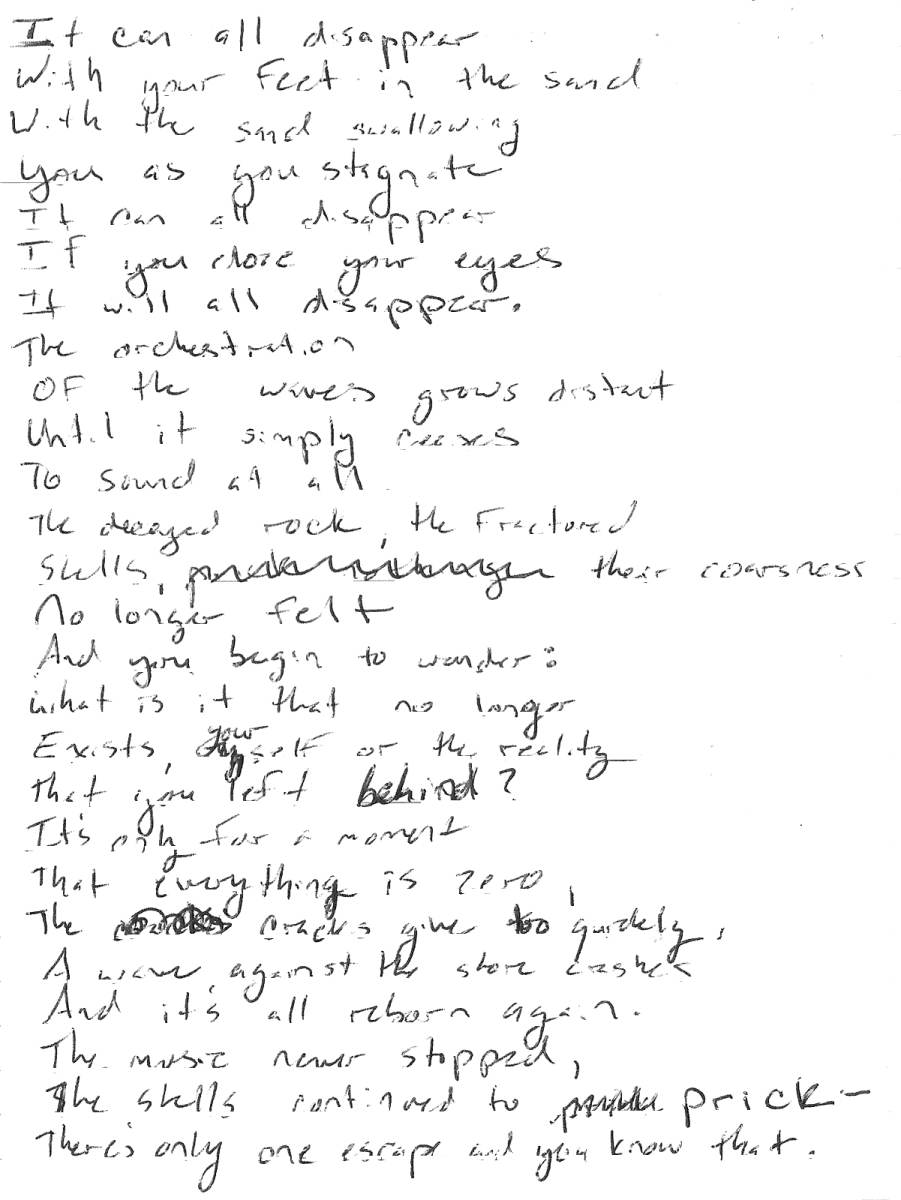 It can all disappear
With your feet in the sand
With the sand swallowing
You as you stagnate
It can all disappear
If you close your eyes
It will all disappear.
The orchestration
Of the waves grows distant
Until it simply ceases
To sound at all
The decayed rock, the fractured
Shells, their coarsness
No longer felt
And you begin to wonder:
What is it that no longer
Exists, yourself or the reality
that you left behind?
It's only for a moment
That everything is zero,
The cracks give too quickly,
A wave against the shore crashes
And it's all reborn again.
The music never stopped,
The shells continued to prick-
There's only one escape and you know that.